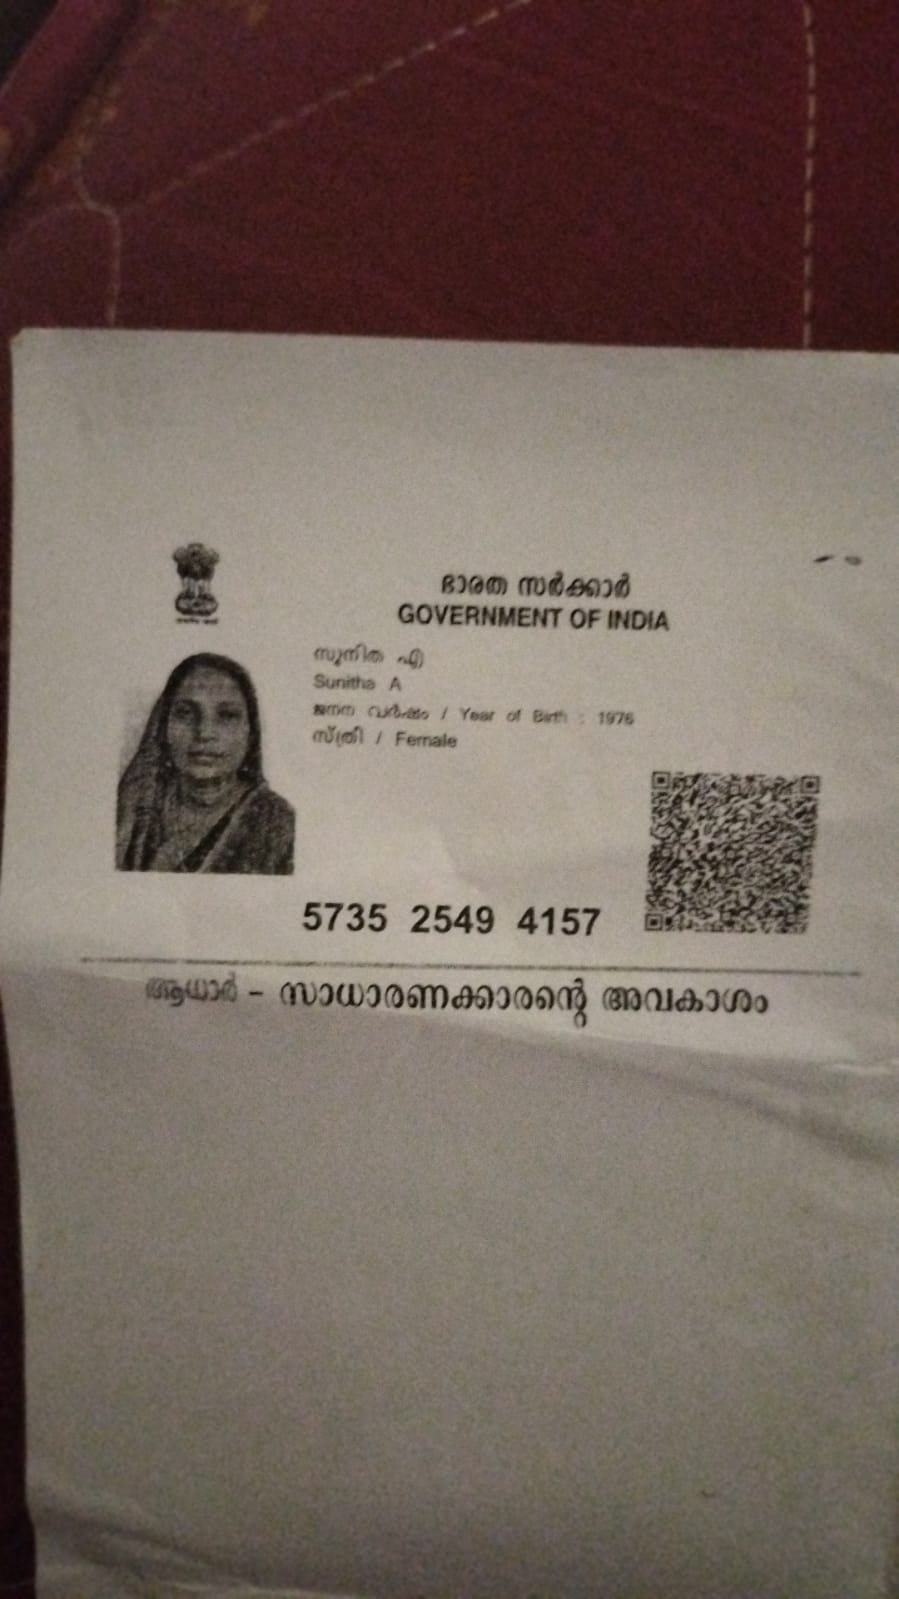 ഭാരത സർക്കാർ
GOVERNMENT OF INDIA
സുനിത എ
Sunitha A
ജനന വർഷം / Year of Birth : 1976
സ്ത്രീ / Female
5735 2549 4157
ആധാർ - സാധാരണക്കാരന്റെ അവകാശം